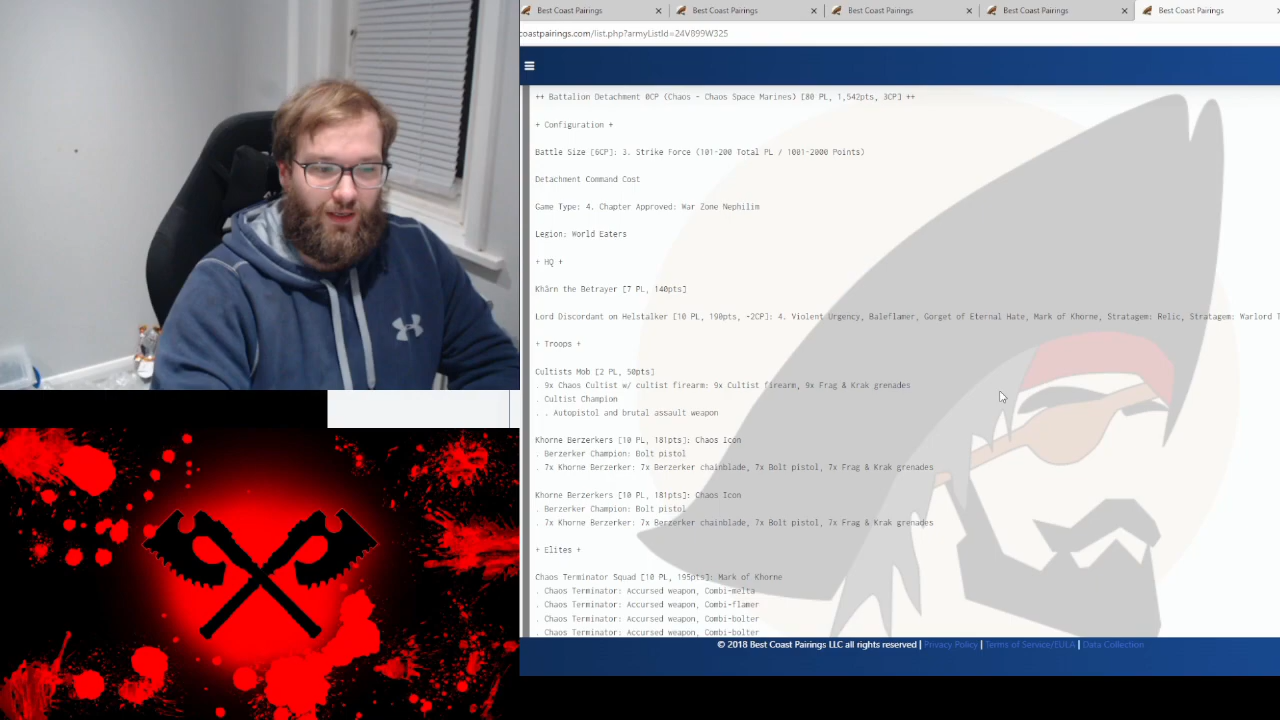 Best Coast Pairings
Best Coast Pairings
Best Coast Pairings
Best Coast Pairings
Best Coast Pairings
coastpairings.com/list.php?armyListId=24V899W325
++ Battalion Detachment 0CP (Chaos - Chaos Space Marines) [80 PL, 1,542pts, 3CP] ++
+ Configuration +
Battle Size [6CP]: 3. Strike Force (101-200 Total PL / 1001-2000 Points)
Detachment Command Cost
Game Type: 4. Chapter Approved: War Zone Nephilim
Legion: World Eaters
+ HQ +
Khârn the Betrayer [7 PL, 140pts]
Lord Discordant on Helstalker [10 PL, 190pts, -2CP]: 4. Violent Urgency, Baleflamer, Gorget of Eternal Hate, Mark of Khorne, Stratagem: Relic, Stratagem: Warlord T
+ Troops +
Cultists Mob [2 PL, 50pts]
. 9x Chaos Cultist w/ cultist firearm: 9x Cultist firearm, 9x Frag & Krak grenades
. Cultist Champion
. . Autopistol and brutal assault weapon
Khorne Berzerkers [10 PL, 181pts]: Chaos Icon
. Berzerker Champion: Bolt pistol
. 7x Khorne Berzerker: 7x Berzerker chainblade, 7x Bolt pistol, 7x Frag & Krak grenades
Khorne Berzerkers [10 PL, 181pts]: Chaos Icon
. Berzerker Champion: Bolt pistol
. 7x Khorne Berzerker: 7x Berzerker chainblade, 7x Bolt pistol, 7x Frag & Krak grenades
+ Elites +
Chaos Terminator Squad [10 PL, 195pts]: Mark of Khorne
. Chaos Terminator: Accursed weapon, Combi-melta
. Chaos Terminator: Accursed weapon, Combi-flamer
. Chaos Terminator: Accursed weapon, Combi-bolter
. Chaos Terminator: Accursed weapon, Combi-bolter
© 2018 Best Coast Pairings LLC all rights reserved | Privacy Policy | Terms of Service/EULA | Data Collection